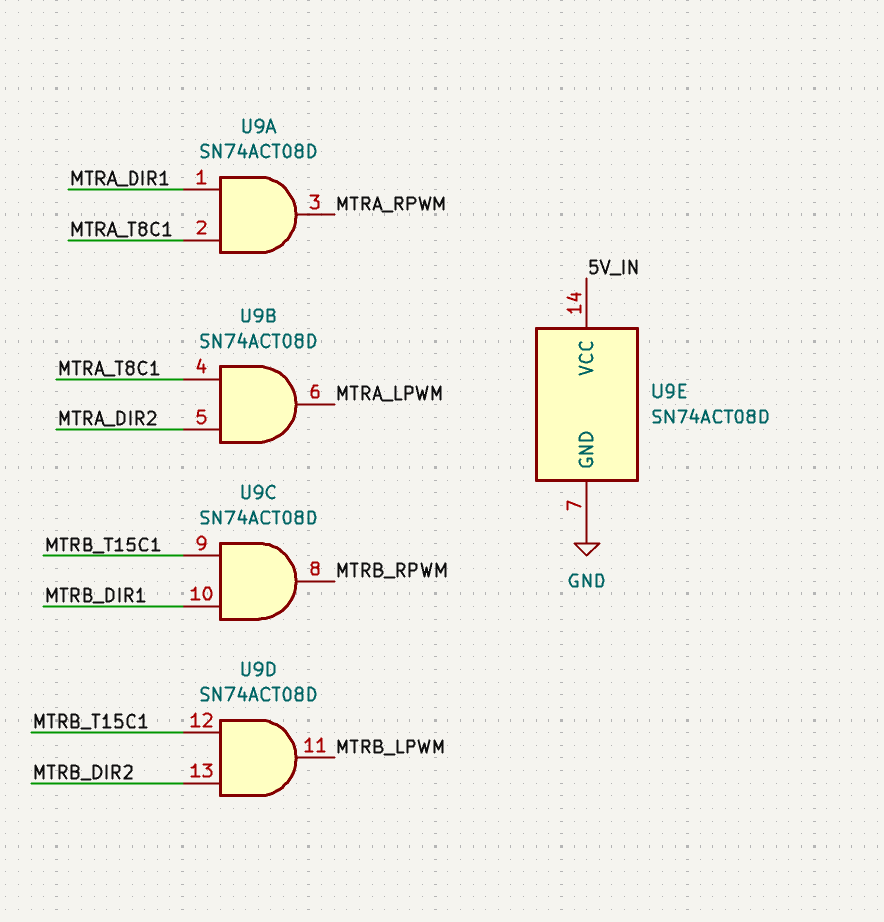 U9A
SN74ACT08D
MTRA_DIR1
1
MTRA_T8C1
2
3
MTRA_RPWM
U9B
SN74ACT08D
MTRA_T8C1
4
MTRA_DIR2
5
6
MTRA_LPWM
U9C
SN74ACT08D
MTRB_T15C1
9
MTRB_DIR1
10
8
MTRB_RPWM
U9D
SN74ACT08D
MTRB_T15C1
12
MTRB_DIR2
13
11
MTRB_LPWM
5V_IN
14
VCC
GND
7
U9E
SN74ACT08D
GND